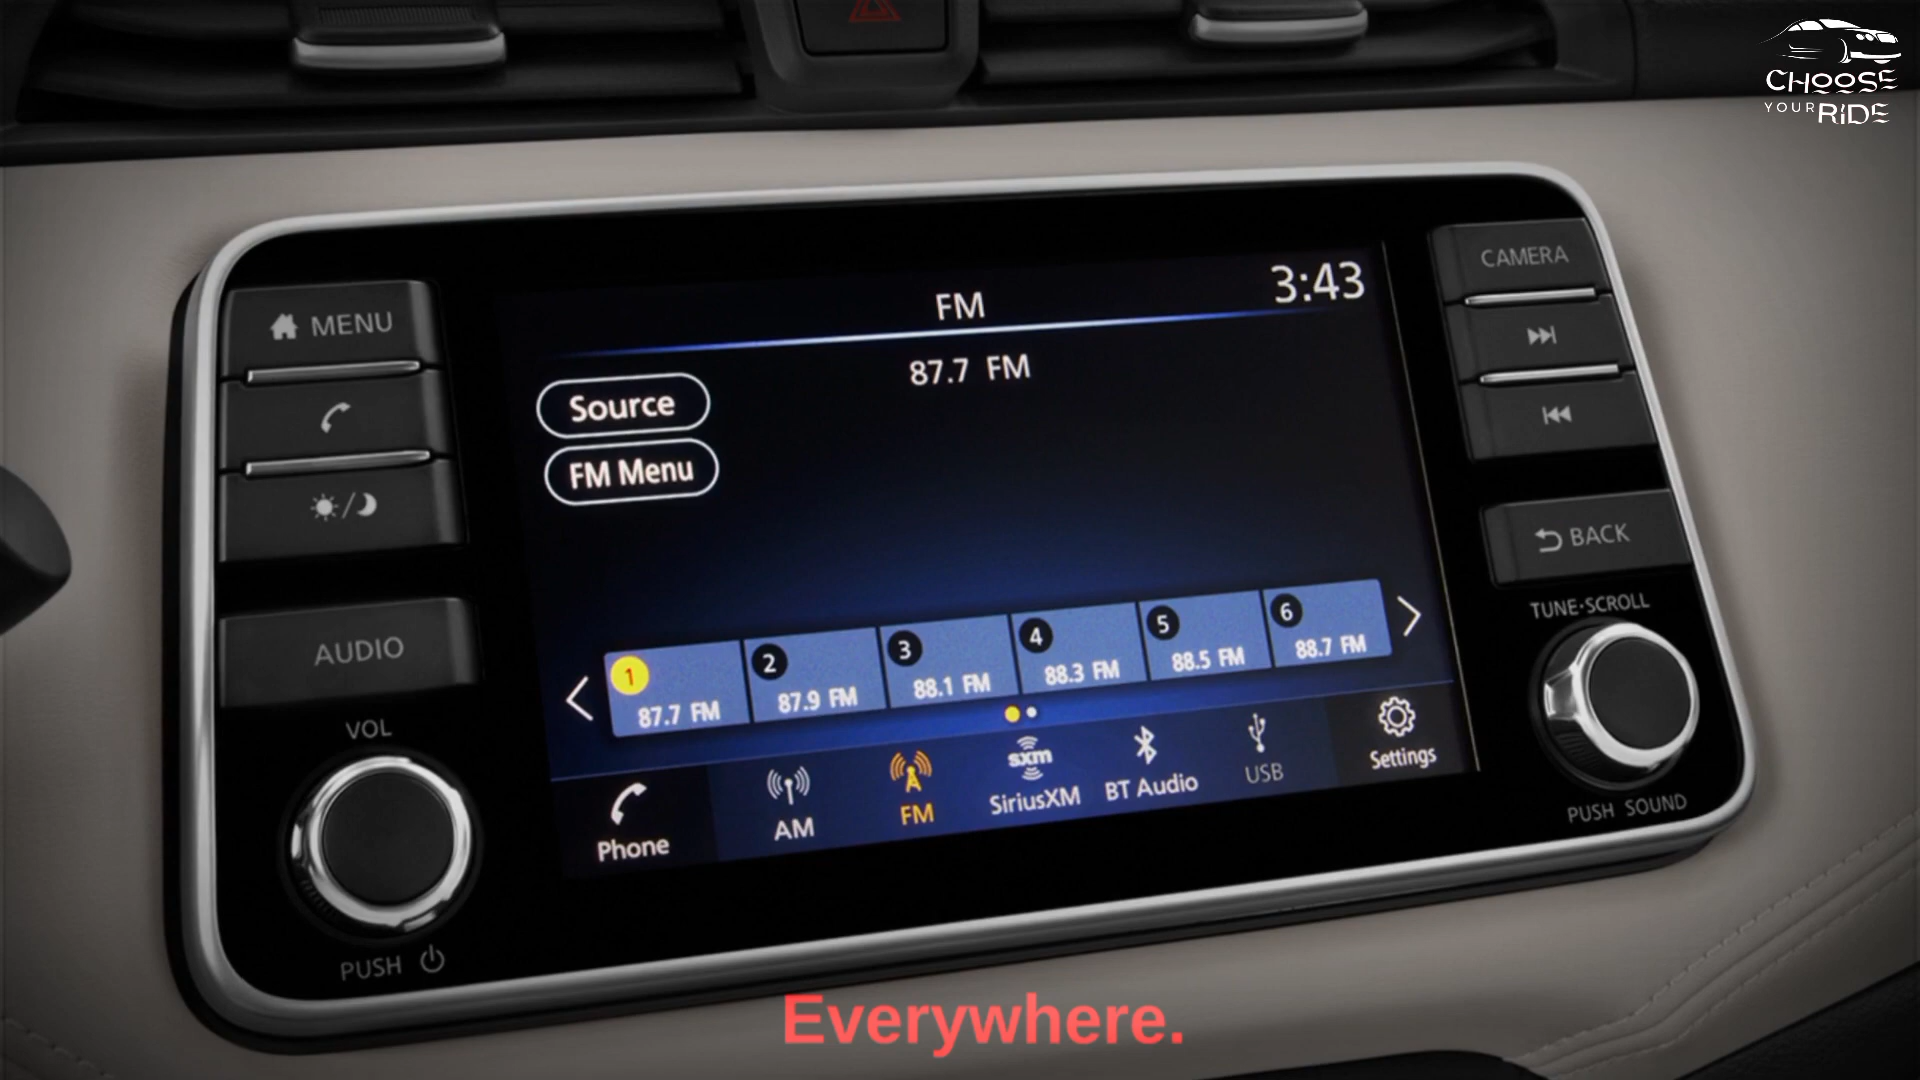 CHOOSE
YOUR RIDE
MENU
AUDIO
VOL
PUSH
FM
3:43
87.7 FM
Source
FM Menu
1
87.7 FM
2
87.9 FM
3
88.1 FM
4
88.3 FM
5
88.5 FM
6
88.7 FM
Phone
AM
FM
sxm
SiriusXM
BT Audio
USB
Settings
CAMERA
BACK
TUNE·SCROLL
PUSH SOUND
Everywhere.